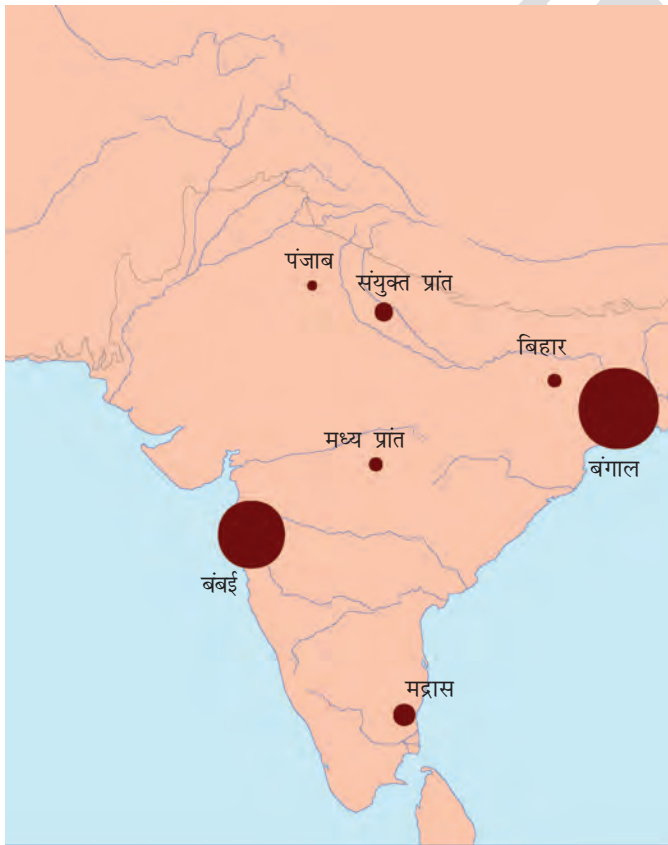 पंजाब
संयुक्त प्रांत
बिहार
मध्य प्रांत
बंगाल
बंबई
मद्रास